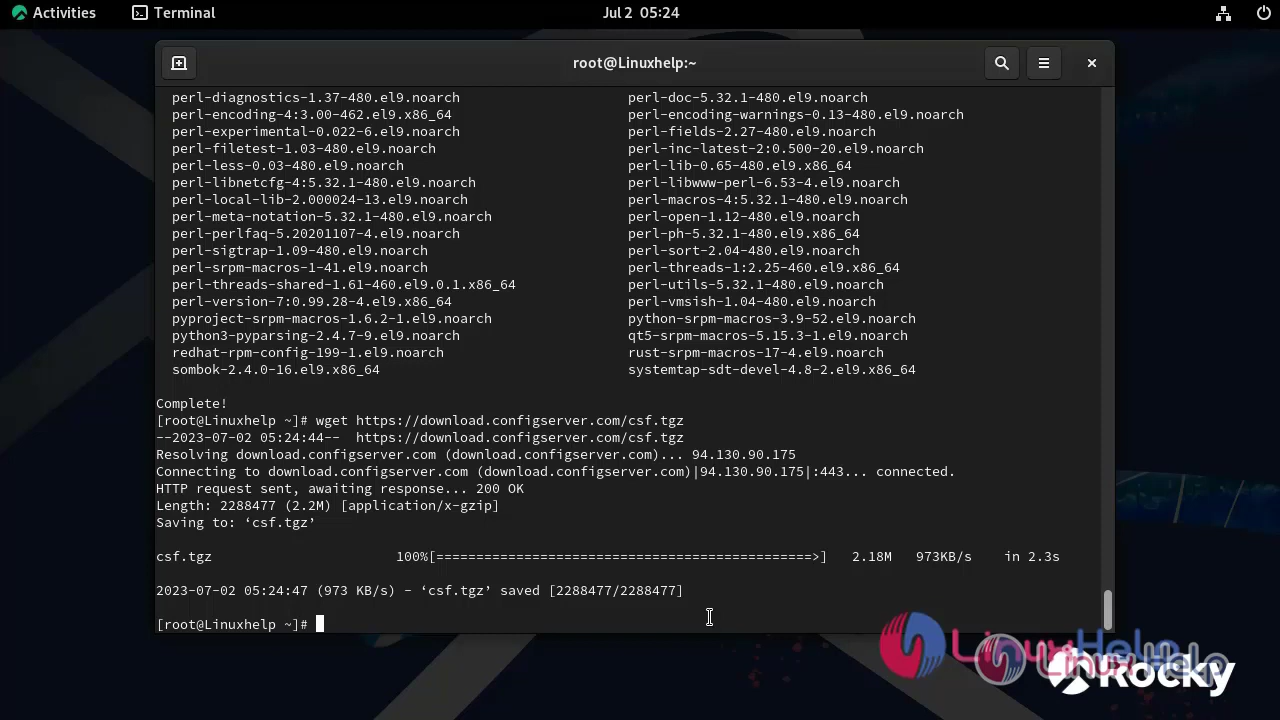 Activities Terminal Jul 2 05:24
root@Linuxhelp:~
perl-diagnostics-1.37-480.el9.noarch perl-doc-5.32.1-480.el9.noarch
perl-encoding-4:3.00-462.el9.x86_64 perl-encoding-warnings-0.13-480.el9.noarch
perl-experimental-0.022-6.el9.noarch perl-fields-2.27-480.el9.noarch
perl-filetest-1.03-480.el9.noarch perl-inc-latest-2:0.500-20.el9.noarch
perl-less-0.03-480.el9.noarch perl-lib-0.65-480.el9.x86_64
perl-libnetcfg-4:5.32.1-480.el9.noarch perl-libwww-perl-6.53-4.el9.noarch
perl-local-lib-2.000024-13.el9.noarch perl-macros-4:5.32.1-480.el9.noarch
perl-meta-notation-5.32.1-480.el9.noarch perl-open-1.12-480.el9.noarch
perl-perlfaq-5.20201107-4.el9.noarch perl-ph-5.32.1-480.el9.x86_64
perl-sigtrap-1.09-480.el9.noarch perl-sort-2.04-480.el9.noarch
perl-srpm-macros-1-41.el9.noarch perl-threads-1:2.25-460.el9.x86_64
perl-threads-shared-1.61-460.el9.0.1.x86_64 perl-utils-5.32.1-480.el9.noarch
perl-version-7:0.99.28-4.el9.x86_64 perl-vmsish-1.04-480.el9.noarch
pyproject-srpm-macros-1.6.2-1.el9.noarch python-srpm-macros-3.9-52.el9.noarch
python3-pyparsing-2.4.7-9.el9.noarch qt5-srpm-macros-5.15.3-1.el9.noarch
redhat-rpm-config-199-1.el9.noarch rust-srpm-macros-17-4.el9.noarch
sombok-2.4.0-16.el9.x86_64 systemtap-sdt-devel-4.8-2.el9.x86_64
Complete!
[root@Linuxhelp ~]# wget https://download.configserver.com/csf.tgz
--2023-07-02 05:24:44-- https://download.configserver.com/csf.tgz
Resolving download.configserver.com (download.configserver.com)... 94.130.90.175
Connecting to download.configserver.com (download.configserver.com)|94.130.90.175|:443... connected.
HTTP request sent, awaiting response... 200 OK
Length: 2288477 (2.2M) [application/x-gzip]
Saving to: ‘csf.tgz’
csf.tgz 100%[===============================================>] 2.18M 973KB/s in 2.3s
2023-07-02 05:24:47 (973 KB/s) - ‘csf.tgz’ saved [2288477/2288477]
[root@Linuxhelp ~]#
LinuxHelp
LinuxHelp
Rocky